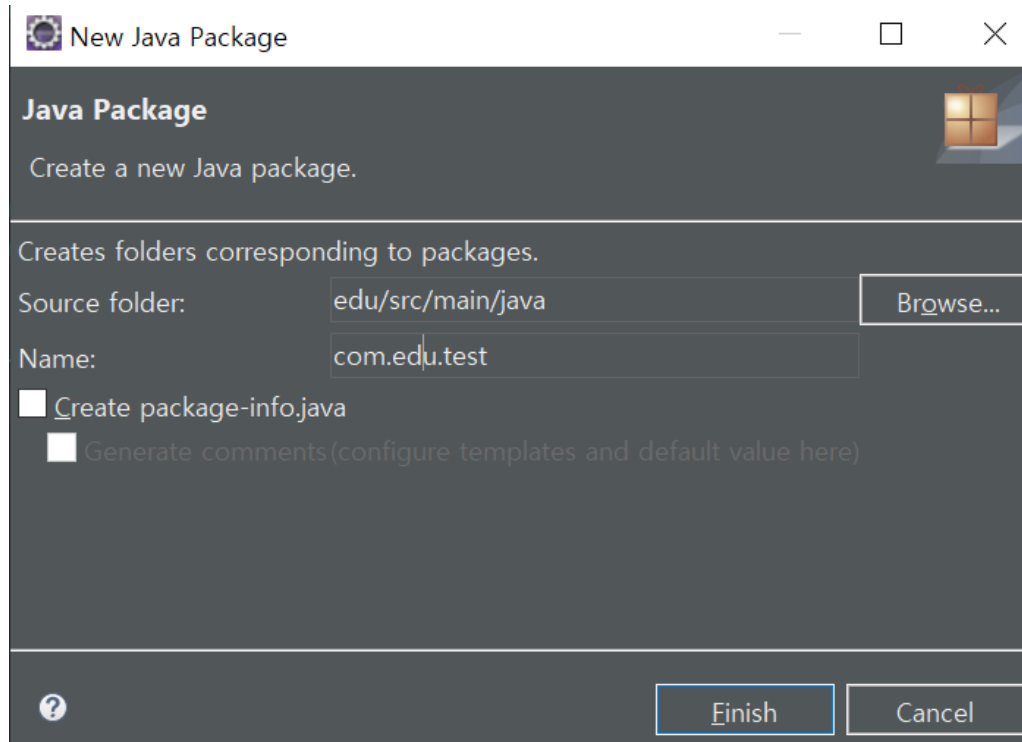 New Java Package
Java Package
Create a new Java package.
Creates folders corresponding to packages.
Source folder: edu/src/main/java Browse...
Name: com.edu.test
Create package-info.java
Generate comments (configure templates and default value here)
Finish Cancel